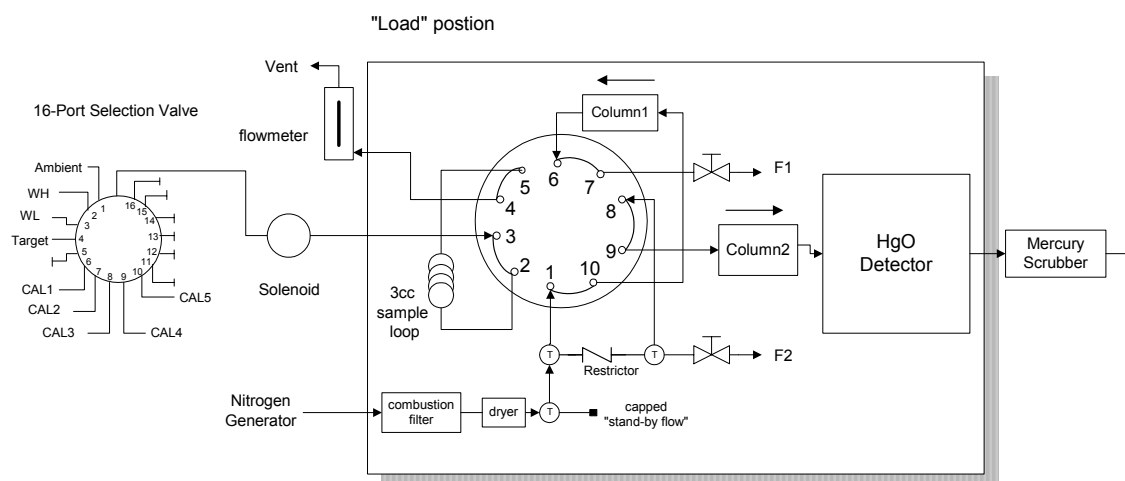 "Load" postion
Vent
16-Port Selection Valve
flowmeter
Column1
Ambient
WH
WL
Target
CAL1
CAL2
CAL3
CAL4
CAL5
1
2
3
4
5
6
7
8
9
10
11
12
13
14
15
16
Solenoid
3cc
sample
loop
1
2
3
4
5
6
7
8
9
10
F1
Column2
HgO
Detector
Mercury
Scrubber
T
T
Restrictor
F2
Nitrogen
Generator
combustion
filter
dryer
T
capped
"stand-by flow"